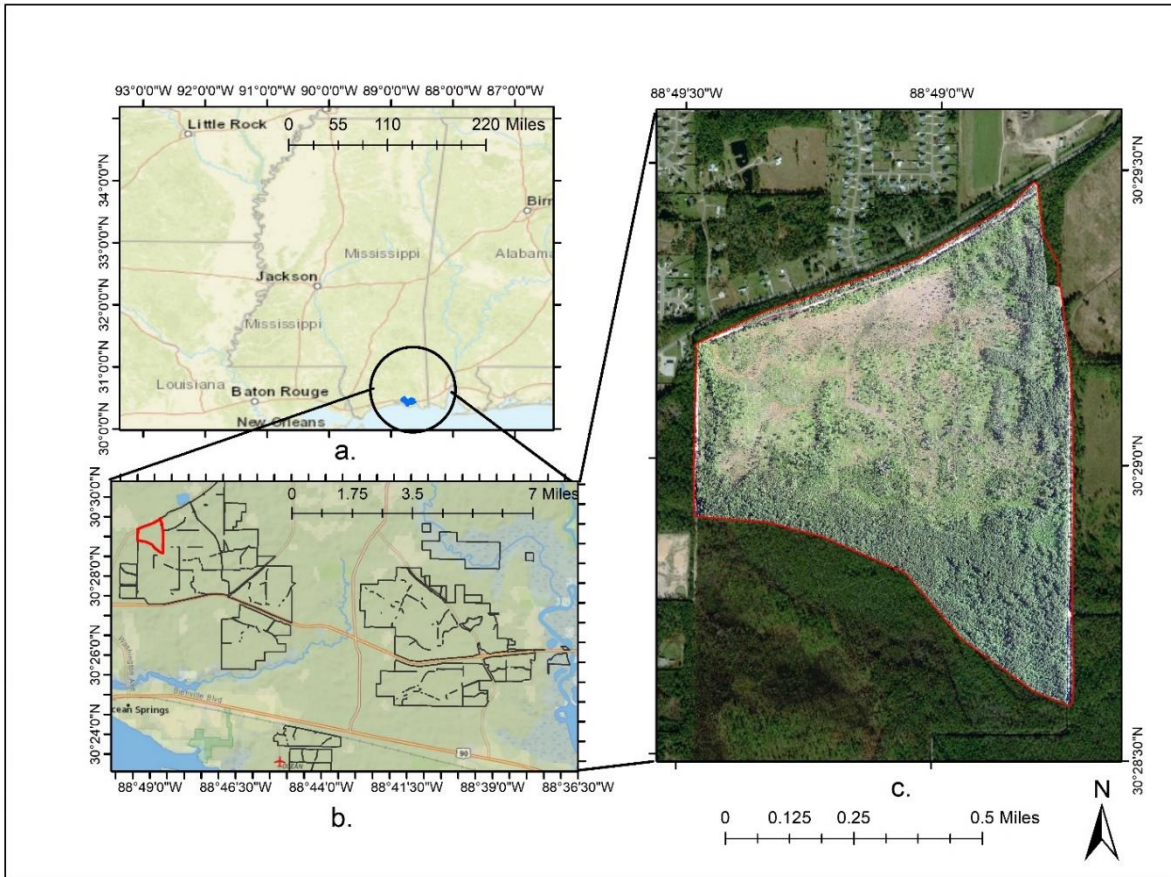 93°0'0"W 92°0'0"W 91°0'0"W 90°0'0"W 89°0'0"W 88°0'0"W 87°0'0"W
34°0'0"N
33°0'0"N
32°0'0"N
31°0'0"N
30°0'0"N
Little Rock
0 55 110 220 Miles
Birr
Mississippi
Alabama
Jackson
Mississippi
Louisiana
Baton Rouge
New Orleans
a.
30°30'0"N
30°28'0"N
30°26'0"N
30°24'0"N
0 1.75 3.5 7 Miles
Washington Ave
cean Springs
90
88°49'0"W 88°46'30"W 88°44'0"W 88°41'30"W 88°39'0"W 88°36'30"W
b.
88°49'30"W 88°49'0"W
30°29'30"N
30°29'0"N
30°28'30"N
c.
0 0.125 0.25 0.5 Miles
N